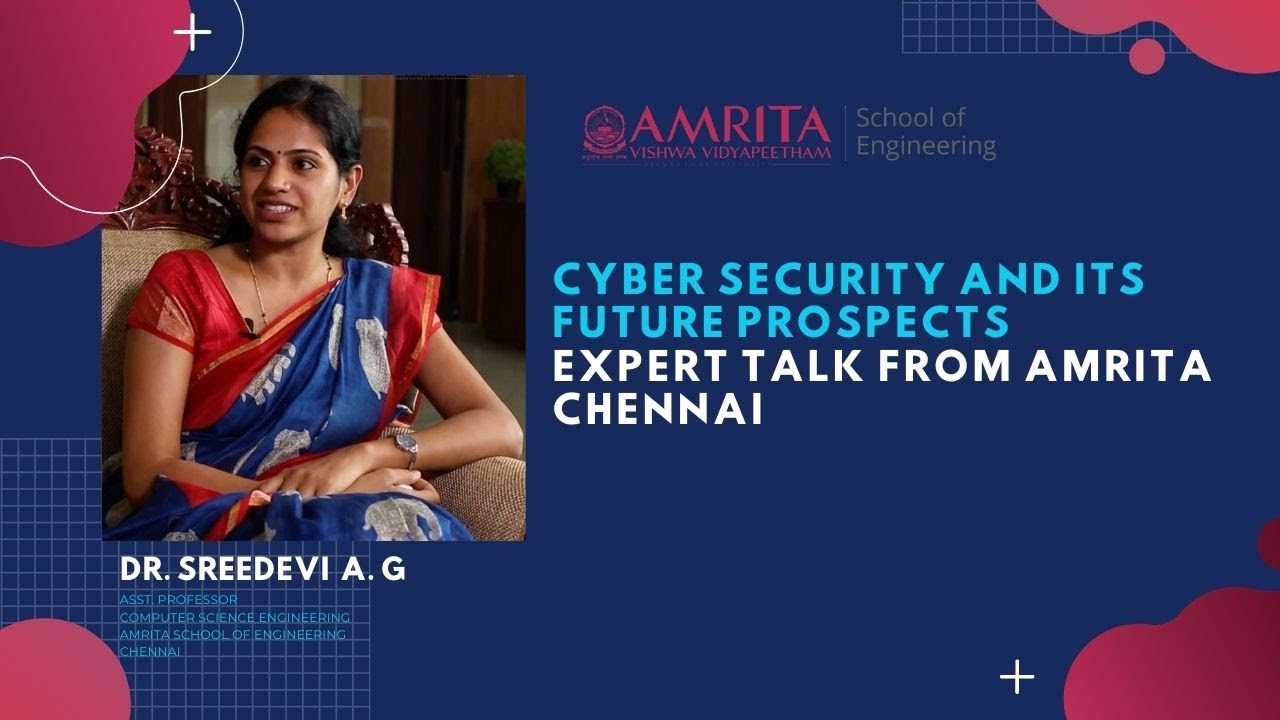 AMRITA
VISHWA VIDYAPEETHAM
School of
Engineering
CYBER SECURITY AND ITS
FUTURE PROSPECTS
EXPERT TALK FROM AMRITA
CHENNAI
DR. SREEDEVI A. G
ASST. PROFESSOR
COMPUTER SCIENCE ENGINEERING
AMRITA SCHOOL OF ENGINEERING
CHENNAI